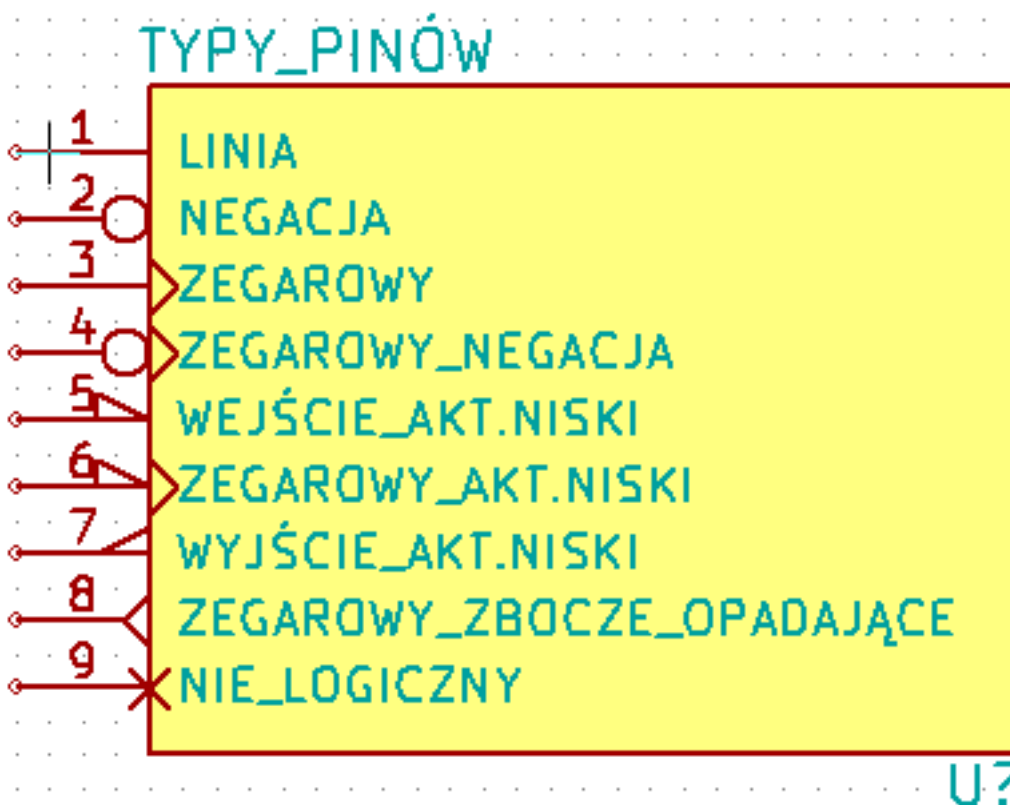 TYPY_PINÓW
1 LINIA
2 NEGACJA
3 ZEGAROWY
4 ZEGAROWY_NEGACJA
5 WEJŚCIE_AKT.NISKI
6 ZEGAROWY_AKT.NISKI
7 WYJŚCIE_AKT.NISKI
8 ZEGAROWY_ZBOCZE_OPADAJĄCE
9 NIE_LOGICZNY
U?